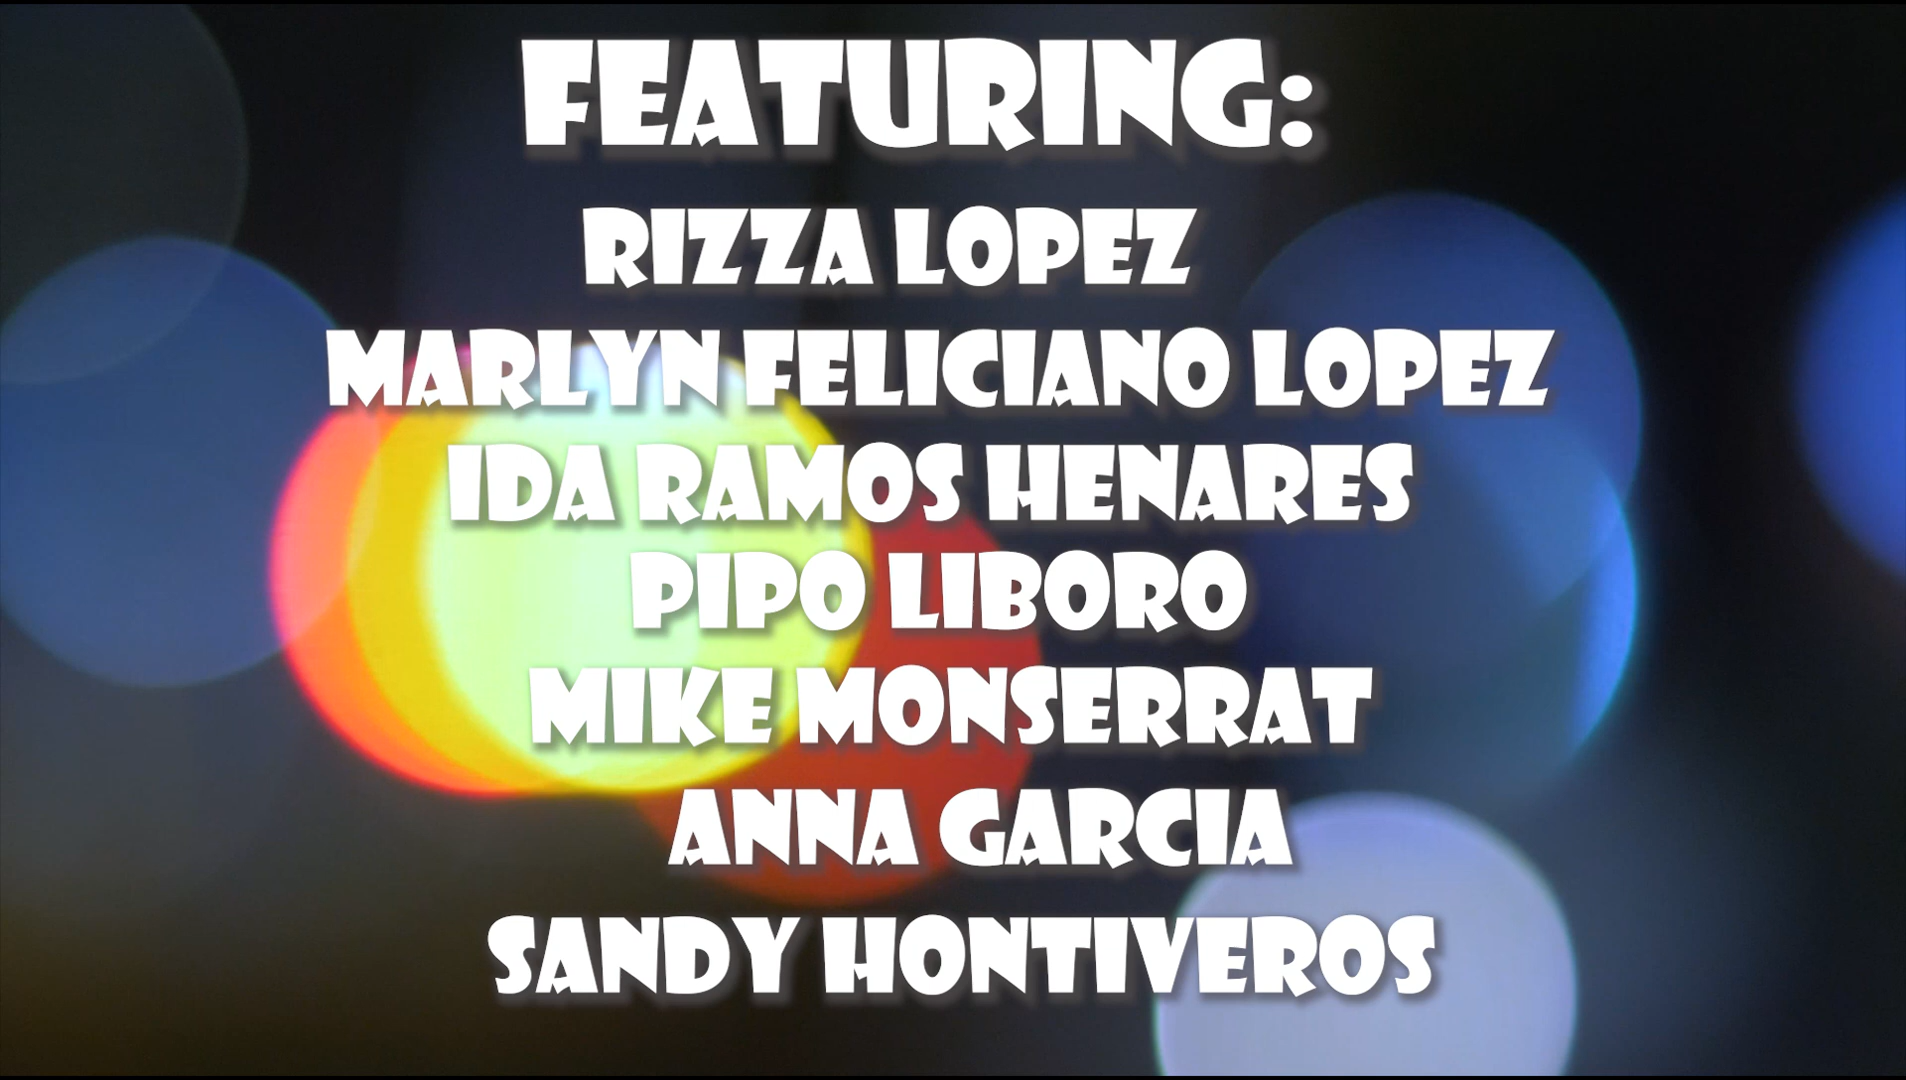 FEATURING:
RIZZA LOPEZ
MARLYN FELICIANO LOPEZ
IDA RAMOS HENARES
PIPO LIBORO
MIKE MONSERRAT
ANNA GARCIA
SANDY HONTIVEROS